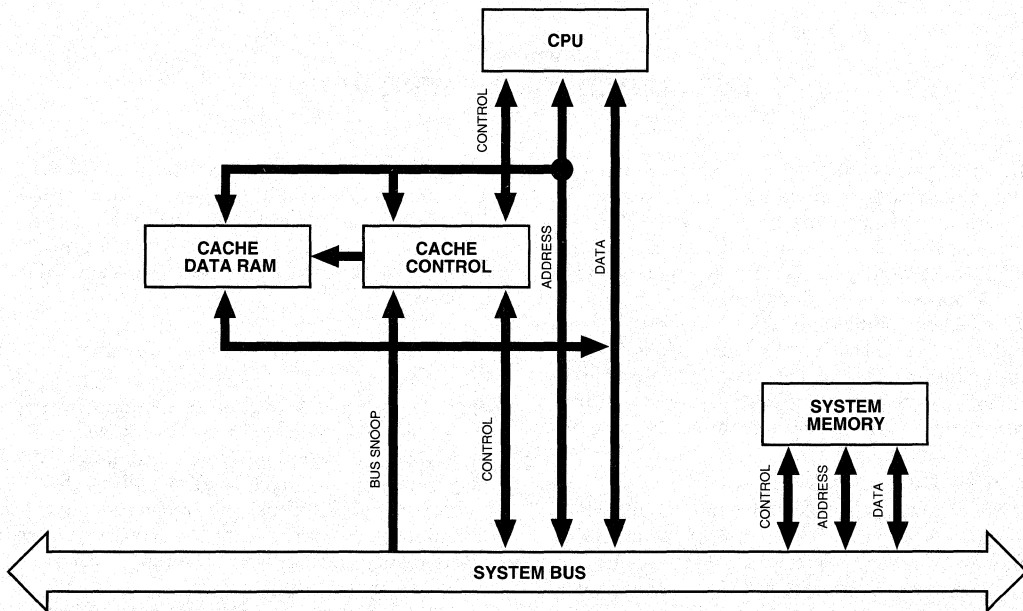 CPU
CONTROL
CACHE
DATA RAM
CACHE
CONTROL
ADDRESS
DATA
BUS SNOOP
CONTROL
SYSTEM
MEMORY
CONTROL
ADDRESS
DATA
SYSTEM BUS